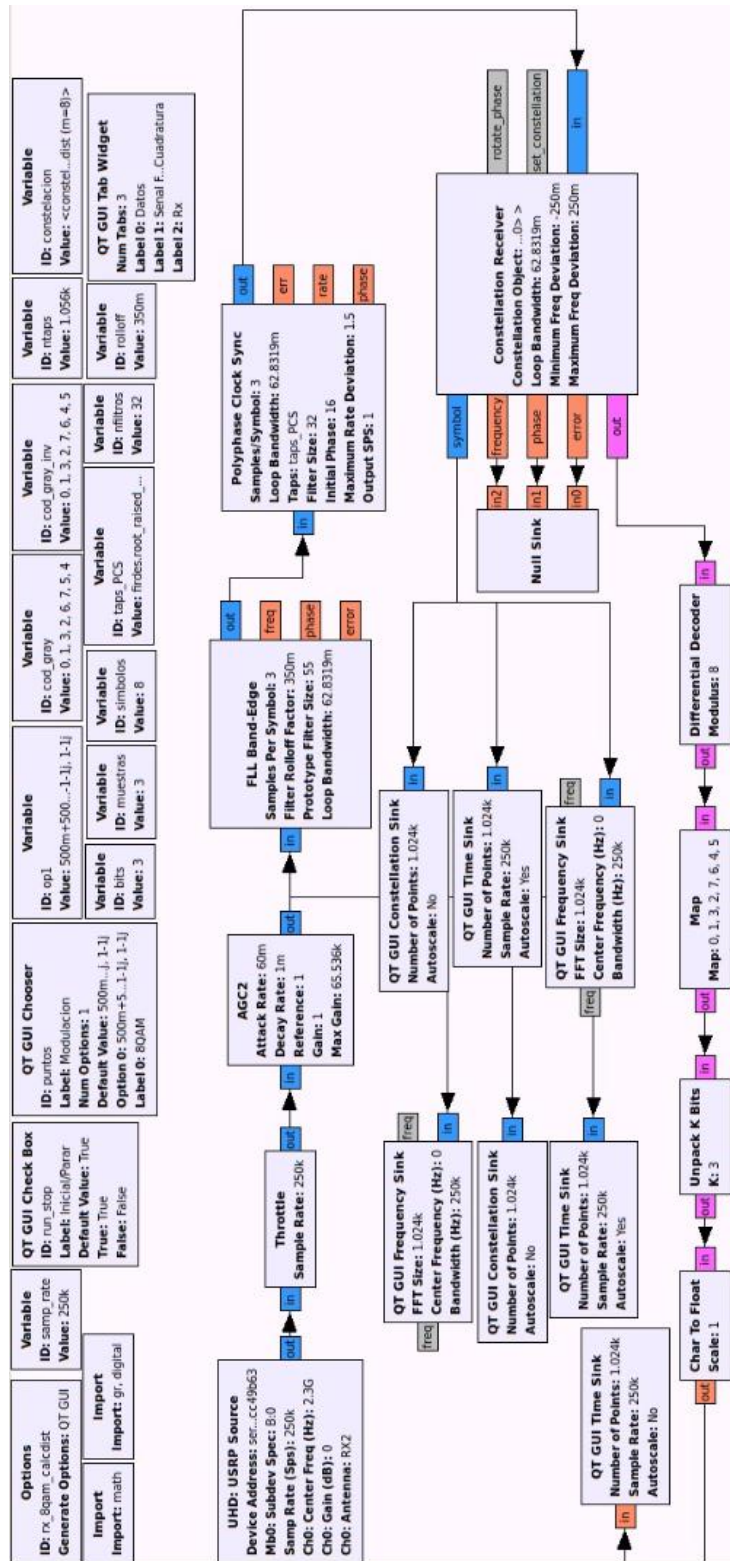 Options
ID: rx_8qam_calcdist
Generate Options: QT GUI
Variable
ID: samp_rate
Value: 250k
QT GUI Check Box
ID: run_stop
Label: Inicial/Parar
Default Value: True
True: True
False: False
QT GUI Chooser
ID: puntos
Label: Modulacion
Num Options: 1
Default Value: 500m...j, 1-1j
Option 0: 500m+5...1-1j, 1-1j
Label 0: 8QAM
Variable
ID: op1
Value: 500m+500...-1-1j, 1-1j
Variable
ID: cod_gray
Value: 0, 1, 3, 2, 6, 7, 5, 4
Variable
ID: cod_gray_inv
Value: 0, 1, 3, 2, 7, 6, 4, 5
Variable
ID: ntaps
Value: 1.056k
Variable
ID: constelacion
Value: <constel...dist (m=8)>
Import
Import: math
Import
Import: gr, digital
Variable
ID: bits
Value: 3
Variable
ID: muestras
Value: 3
Variable
ID: simbolos
Value: 8
Variable
ID: taps_PCS
Value: firdes.root_raised_...
Variable
ID: nfiltros
Value: 32
Variable
ID: rolloff
Value: 350m
QT GUI Tab Widget
Num Tabs: 3
Label 0: Datos
Label 1: Senal F...Cuadratura
Label 2: Rx
UHD: USRP Source
Device Address: ser...cc49b63
Mb0: Subdev Spec: B:0
Samp Rate (Sps): 250k
Ch0: Center Freq (Hz): 2.3G
Ch0: Gain (dB): 0
Ch0: Antenna: RX2
out
in
Throttle
Sample Rate: 250k
out
in
AGC2
Attack Rate: 60m
Decay Rate: 1m
Reference: 1
Gain: 1
Max Gain: 65.536k
out
in
FLL Band-Edge
Samples Per Symbol: 3
Filter Rolloff Factor: 350m
Prototype Filter Size: 55
Loop Bandwidth: 62.8319m
out
freq
phase
error
in
Polyphase Clock Sync
Samples/Symbol: 3
Loop Bandwidth: 62.8319m
Taps: taps_PCS
Filter Size: 32
Initial Phase: 16
Maximum Rate Deviation: 1.5
Output SPS: 1
out
err
rate
phase
freq
QT GUI Frequency Sink
FFT Size: 1.024k
Center Frequency (Hz): 0
Bandwidth (Hz): 250k
freq
in
QT GUI Constellation Sink
Number of Points: 1.024k
Autoscale: No
in
QT GUI Time Sink
Number of Points: 1.024k
Sample Rate: 250k
Autoscale: Yes
in
QT GUI Constellation Sink
Number of Points: 1.024k
Autoscale: No
in
QT GUI Time Sink
Number of Points: 1.024k
Sample Rate: 250k
Autoscale: Yes
in
freq
QT GUI Frequency Sink
FFT Size: 1.024k
Center Frequency (Hz): 0
Bandwidth (Hz): 250k
freq
in
Null Sink
in2
in1
in0
symbol
frequency
phase
error
out
Constellation Receiver
Constellation Object: ...0> >
Loop Bandwidth: 62.8319m
Minimum Freq Deviation: -250m
Maximum Freq Deviation: 250m
rotate_phase
set_constellation
in
in
QT GUI Time Sink
Number of Points: 1.024k
Sample Rate: 250k
Autoscale: No
out
Char To Float
Scale: 1
in
out
Unpack K Bits
K: 3
in
out
Map
Map: 0, 1, 3, 2, 7, 6, 4, 5
in
out
Differential Decoder
Modulus: 8
in